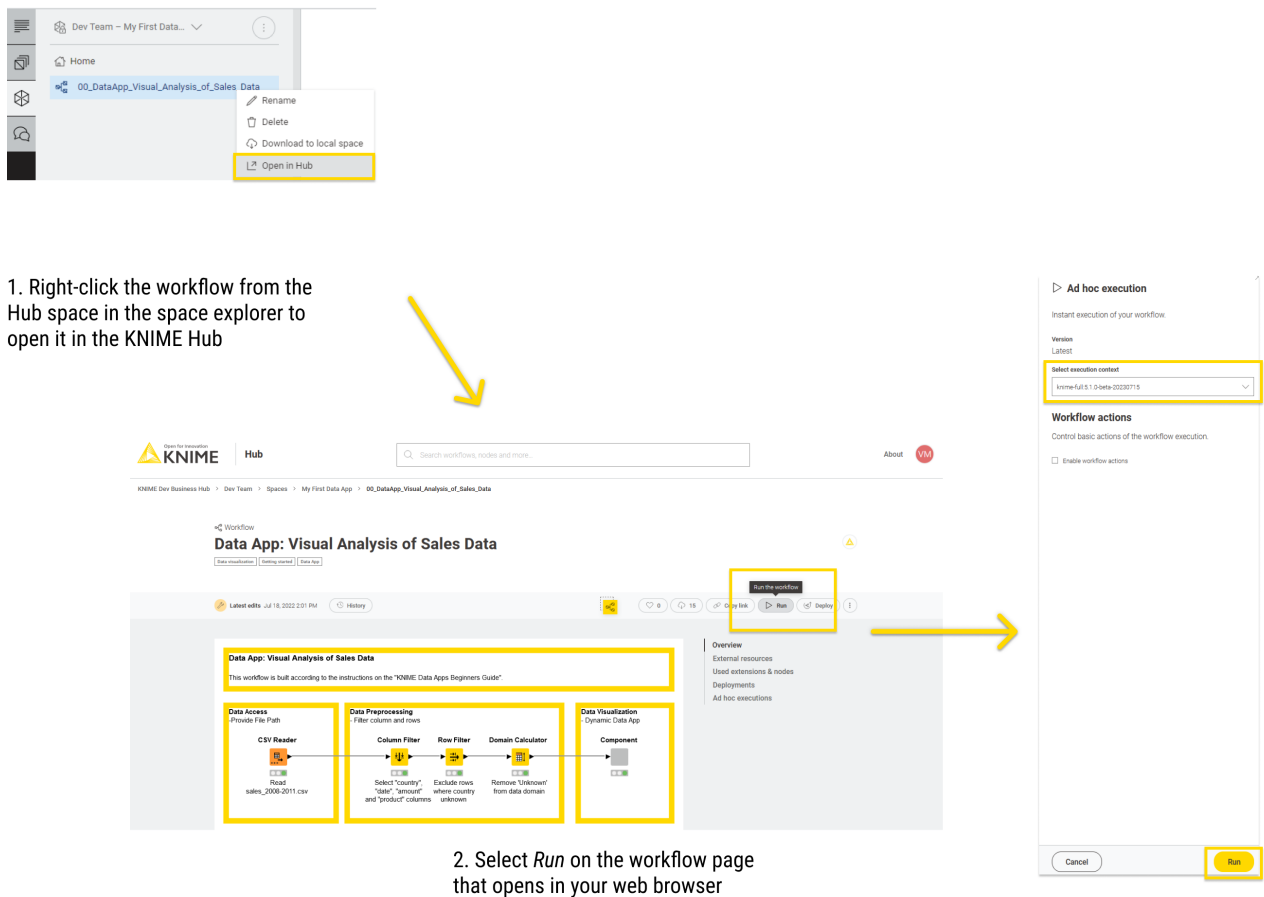 Dev Team – My First Data...
Home
00_DataApp_Visual_Analysis_of_Sales_Data
Rename
Delete
Download to local space
Open in Hub
1. Right-click the workflow from the
Hub space in the space explorer to
open it in the KNIME Hub
Open for Innovation
KNIME
Hub
Search workflows, nodes and more...
About
VM
KNIME Dev Business Hub > Dev Team > Spaces > My First Data App > 00_DataApp_Visual_Analysis_of_Sales_Data
Workflow
Data App: Visual Analysis of Sales Data
Data visualization Getting started Data App
Run the workflow
Latest edits Jul 18, 2022 2:01 PM History 0 15 Copy link Run Deploy
Data App: Visual Analysis of Sales Data
This workflow is built according to the instructions on the "KNIME Data Apps Beginners Guide".
Data Access
-Provide File Path
CSV Reader
Read
sales_2008-2011.csv
Data Preprocessing
- Filter column and rows
Column Filter
Select "country",
"date", "amount"
and "product" columns
Row Filter
Exclude rows
where country
unknown
Domain Calculator
Remove 'Unknown'
from data domain
Data Visualization
- Dynamic Data App
Component
Overview
External resources
Used extensions & nodes
Deployments
Ad hoc executions
2. Select Run on the workflow page
that opens in your web browser
Ad hoc execution
Instant execution of your workflow.
Version
Latest
Select execution context
knime-full:5.1.0-beta-20230715
Workflow actions
Control basic actions of the workflow execution.
Enable workflow actions
Cancel
Run